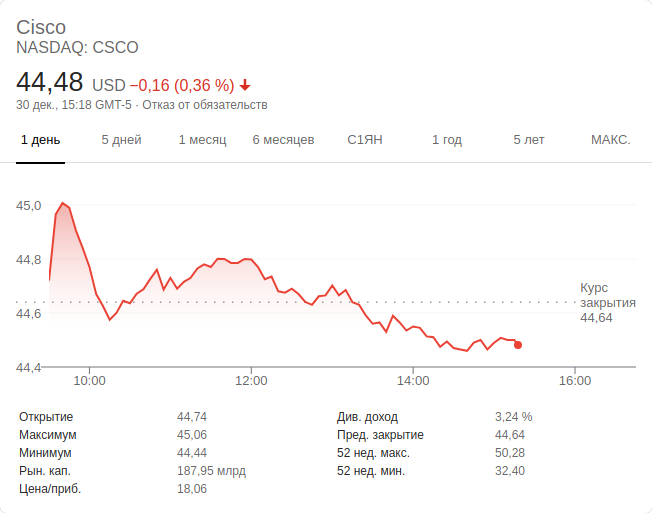 Cisco
NASDAQ: CSCO
44,48 USD −0,16 (0,36 %)
30 дек., 15:18 GMT-5 · Отказ от обязательств
1 день 5 дней 1 месяц 6 месяцев С1ЯН 1 год 5 лет МАКС.
45,0
44,8
Курс
закрытия
44,64
44,6
44,4
10:00 12:00 14:00 16:00
Открытие 44,74 Див. доход 3,24 %
Максимум 45,06 Пред. закрытие 44,64
Минимум 44,44 52 нед. макс. 50,28
Рын. кап. 187,95 млрд 52 нед. мин. 32,40
Цена/приб. 18,06